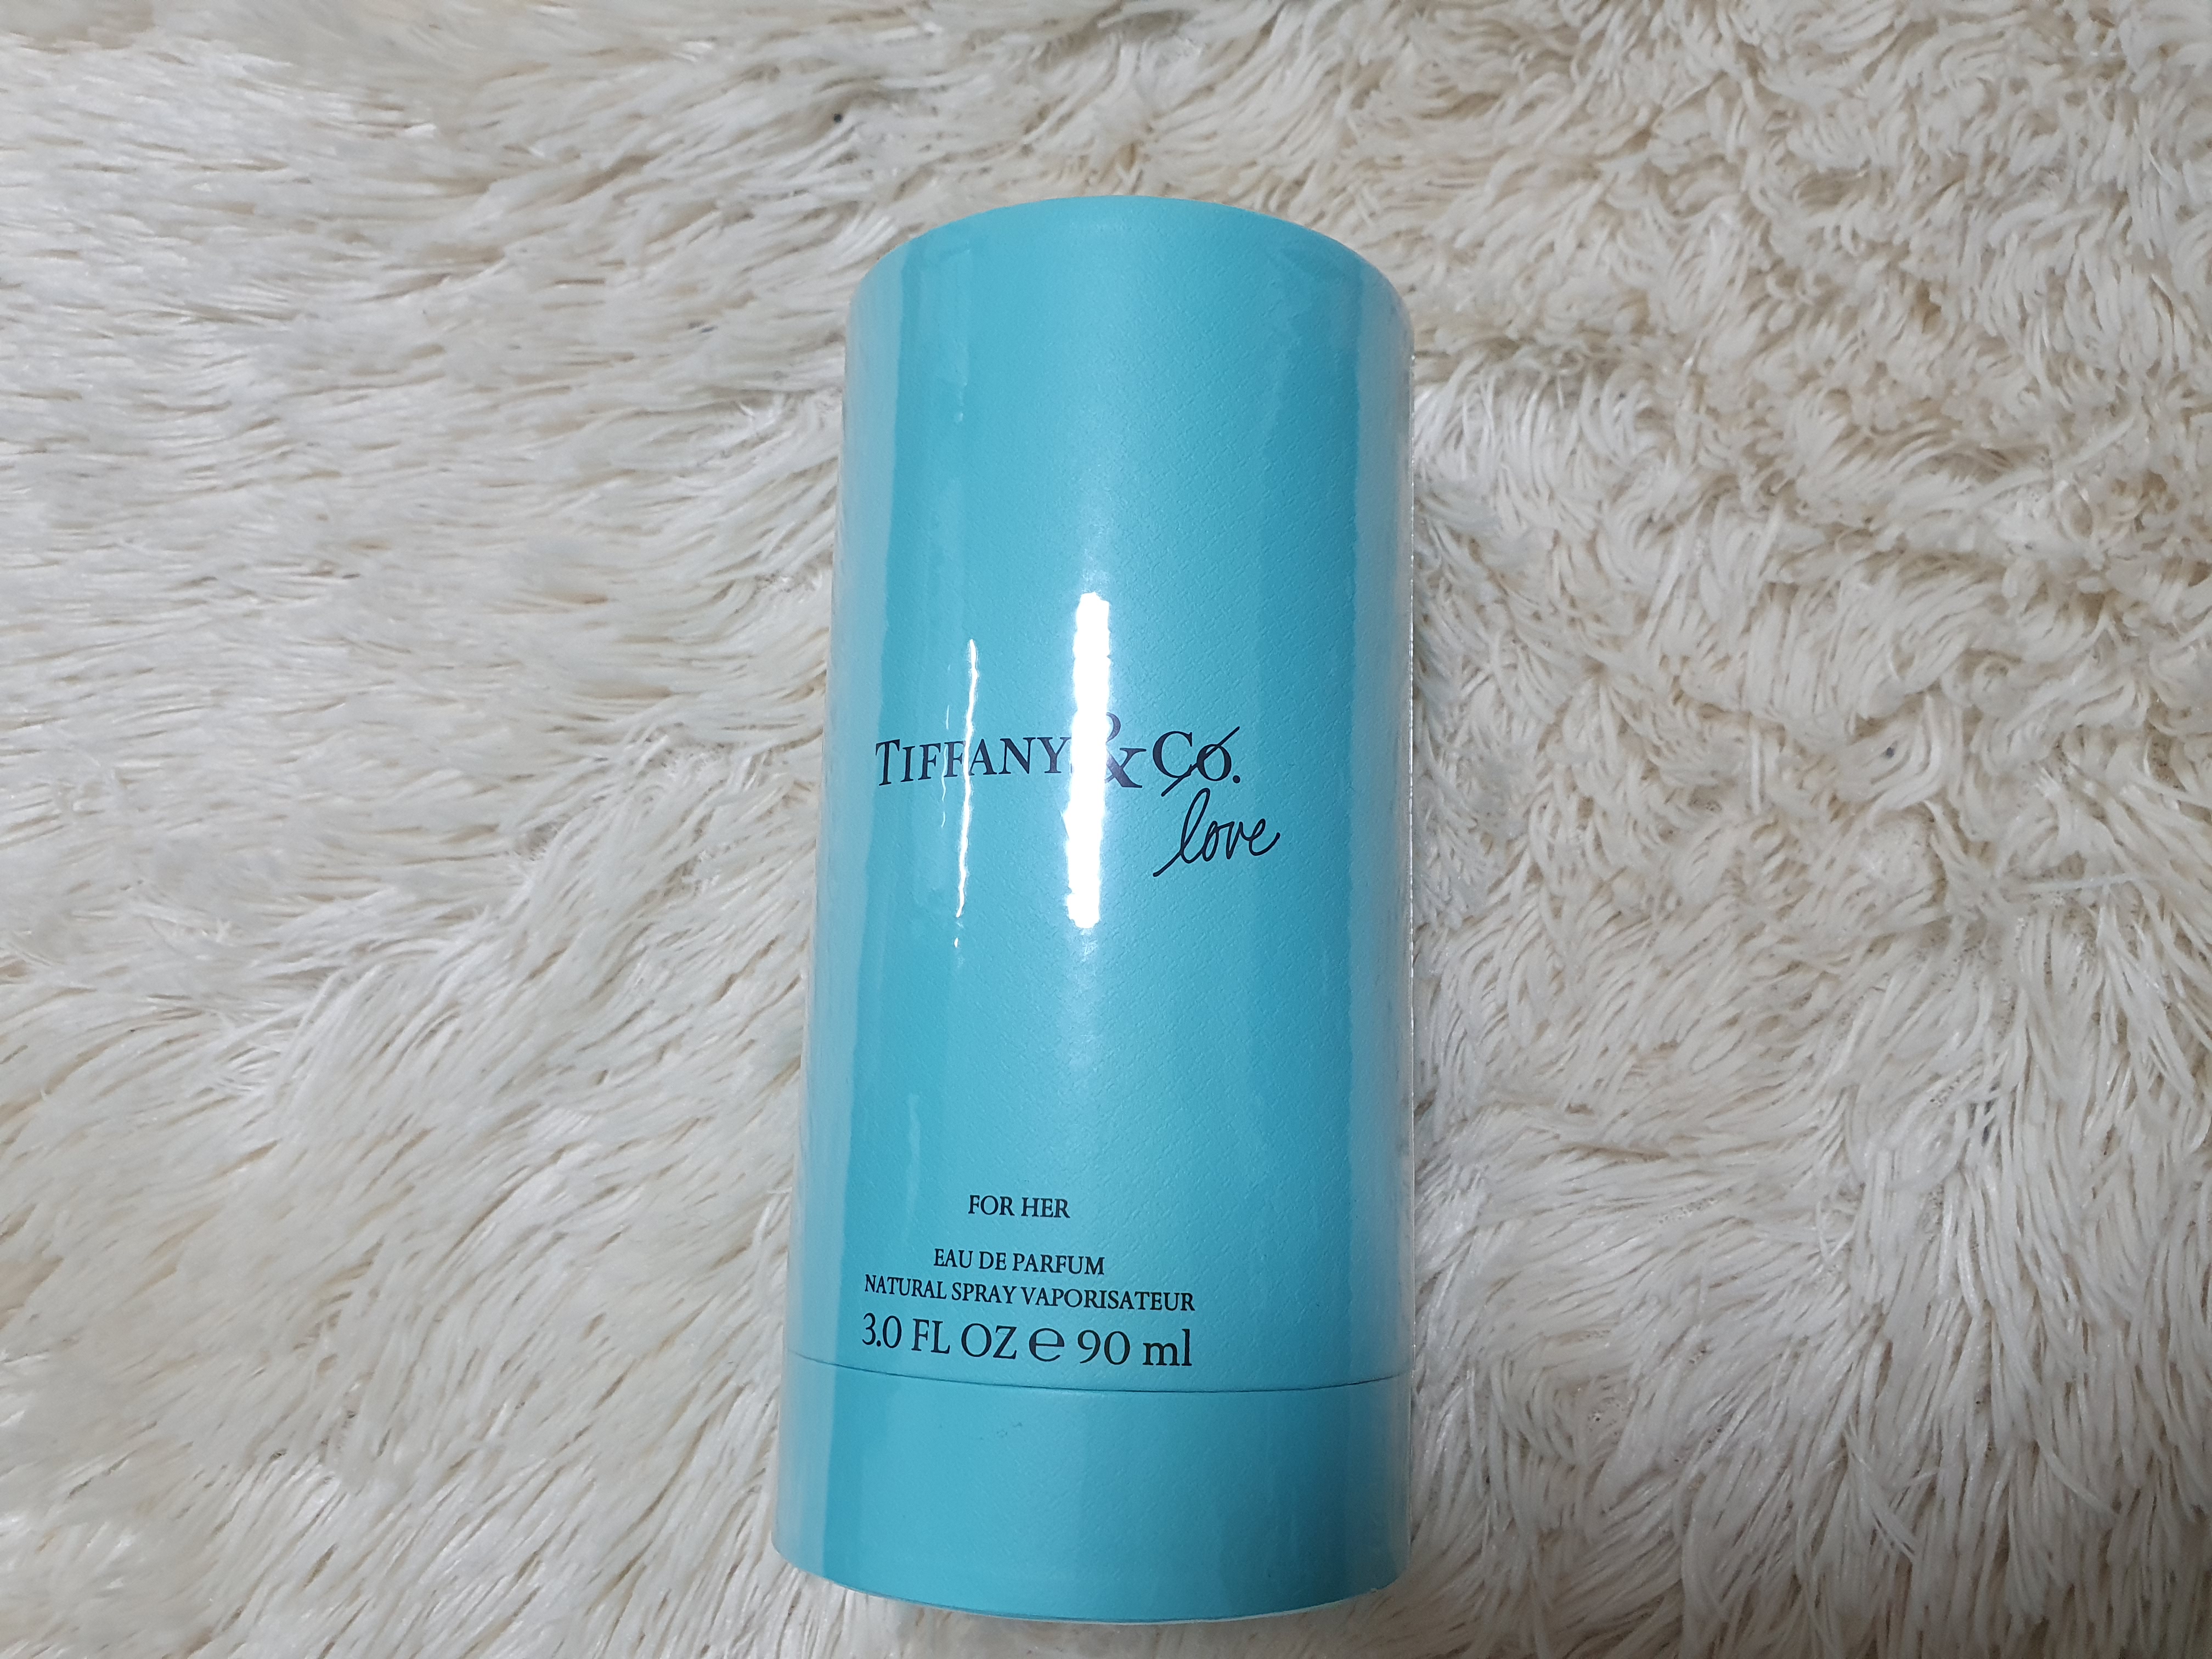 TIFFANY & Co.
love
FOR HER
EAU DE PARFUM
NATURAL SPRAY VAPORISATEUR
3.0 FL OZ e 90 ml